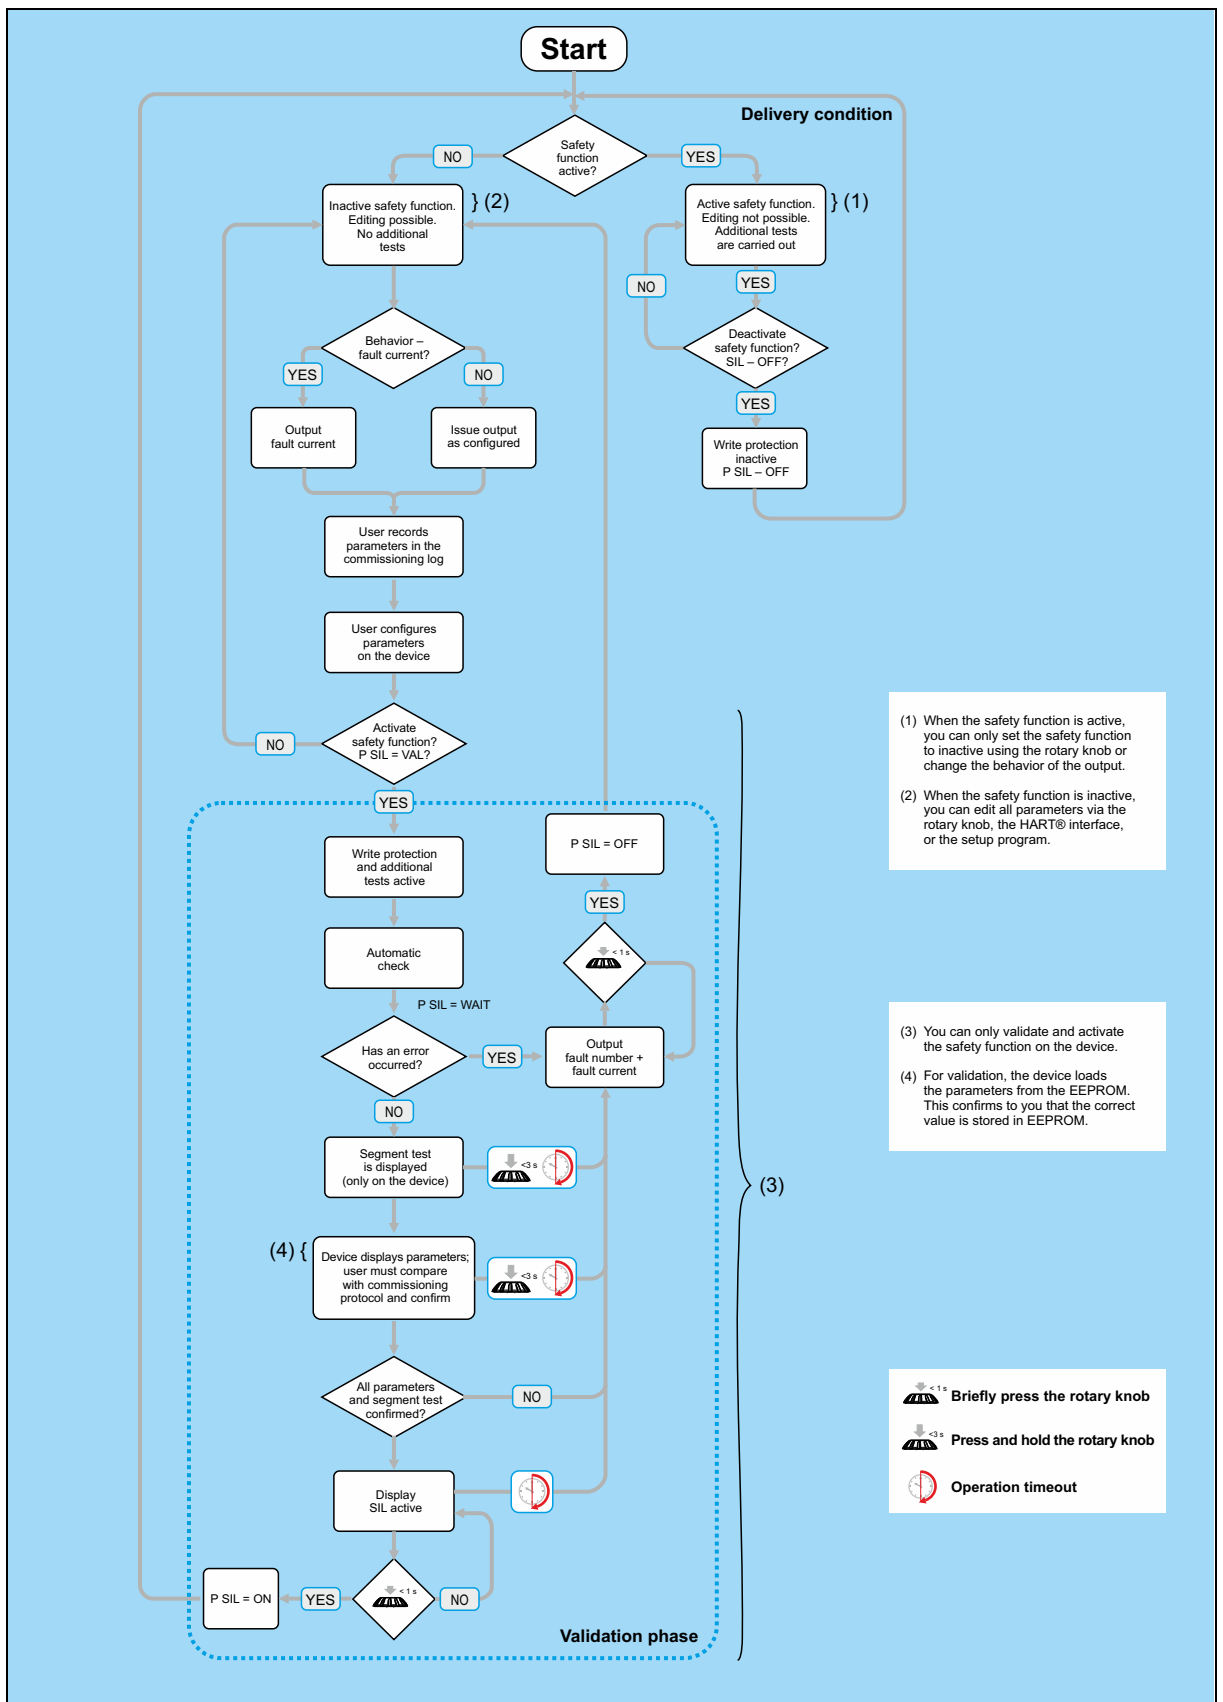 Start
Delivery condition
Safety
function
active?
NO
YES
Inactive safety function.
Editing possible.
No additional
tests
} (2)
Active safety function.
Editing not possible.
Additional tests
are carried out
} (1)
NO
YES
Behavior –
fault current?
Deactivate
safety function?
SIL – OFF?
YES
NO
YES
Output
fault current
Issue output
as configured
Write protection
inactive
P SIL – OFF
User records
parameters in the
commissioning log
User configures
parameters
on the device
Activate
safety function?
P SIL = VAL?
NO
YES
(1) When the safety function is active,
you can only set the safety function
to inactive using the rotary knob or
change the behavior of the output.
(2) When the safety function is inactive,
you can edit all parameters via the
rotary knob, the HART® interface,
or the setup program.
Write protection
and additional
tests active
P SIL = OFF
YES
Automatic
check
< 1 s
P SIL = WAIT
Has an error
occurred?
YES
Output
fault number +
fault current
NO
(3) You can only validate and activate
the safety function on the device.
(4) For validation, the device loads
the parameters from the EEPROM.
This confirms to you that the correct
value is stored in EEPROM.
Segment test
is displayed
(only on the device)
<3 s
(3)
(4) {
Device displays parameters;
user must compare
with commissioning
protocol and confirm
<3 s
All parameters
and segment test
confirmed?
NO
< 1 s Briefly press the rotary knob
<3 s Press and hold the rotary knob
Operation timeout
Display
SIL active
P SIL = ON
YES
< 1 s
NO
Validation phase